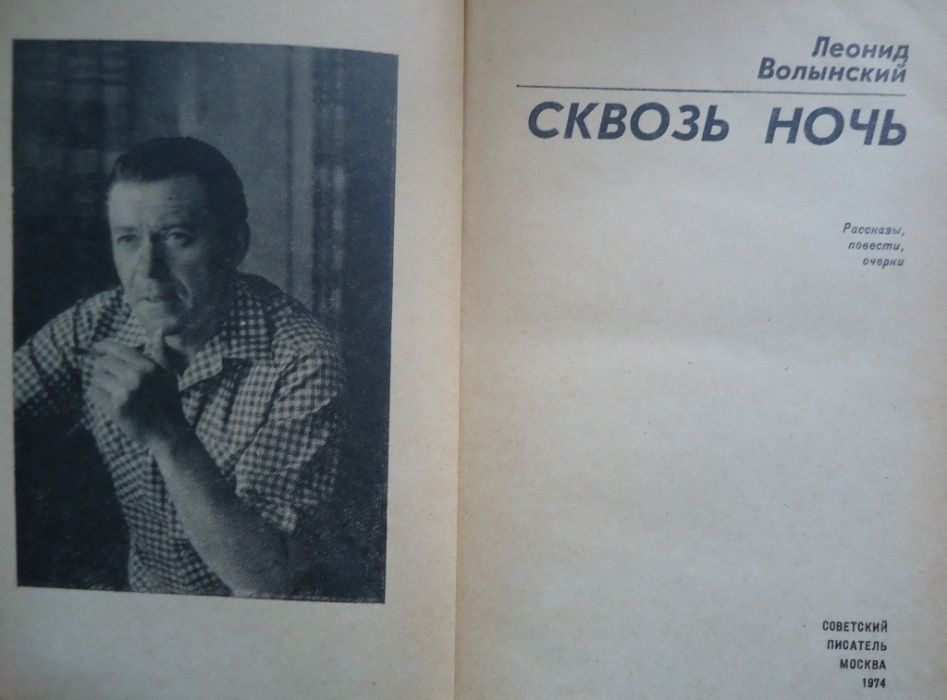 Леонид
Волынский
СКВОЗЬ НОЧЬ
Рассказы,
повести,
очерки
СОВЕТСКИЙ
ПИСАТЕЛЬ
МОСКВА
1974